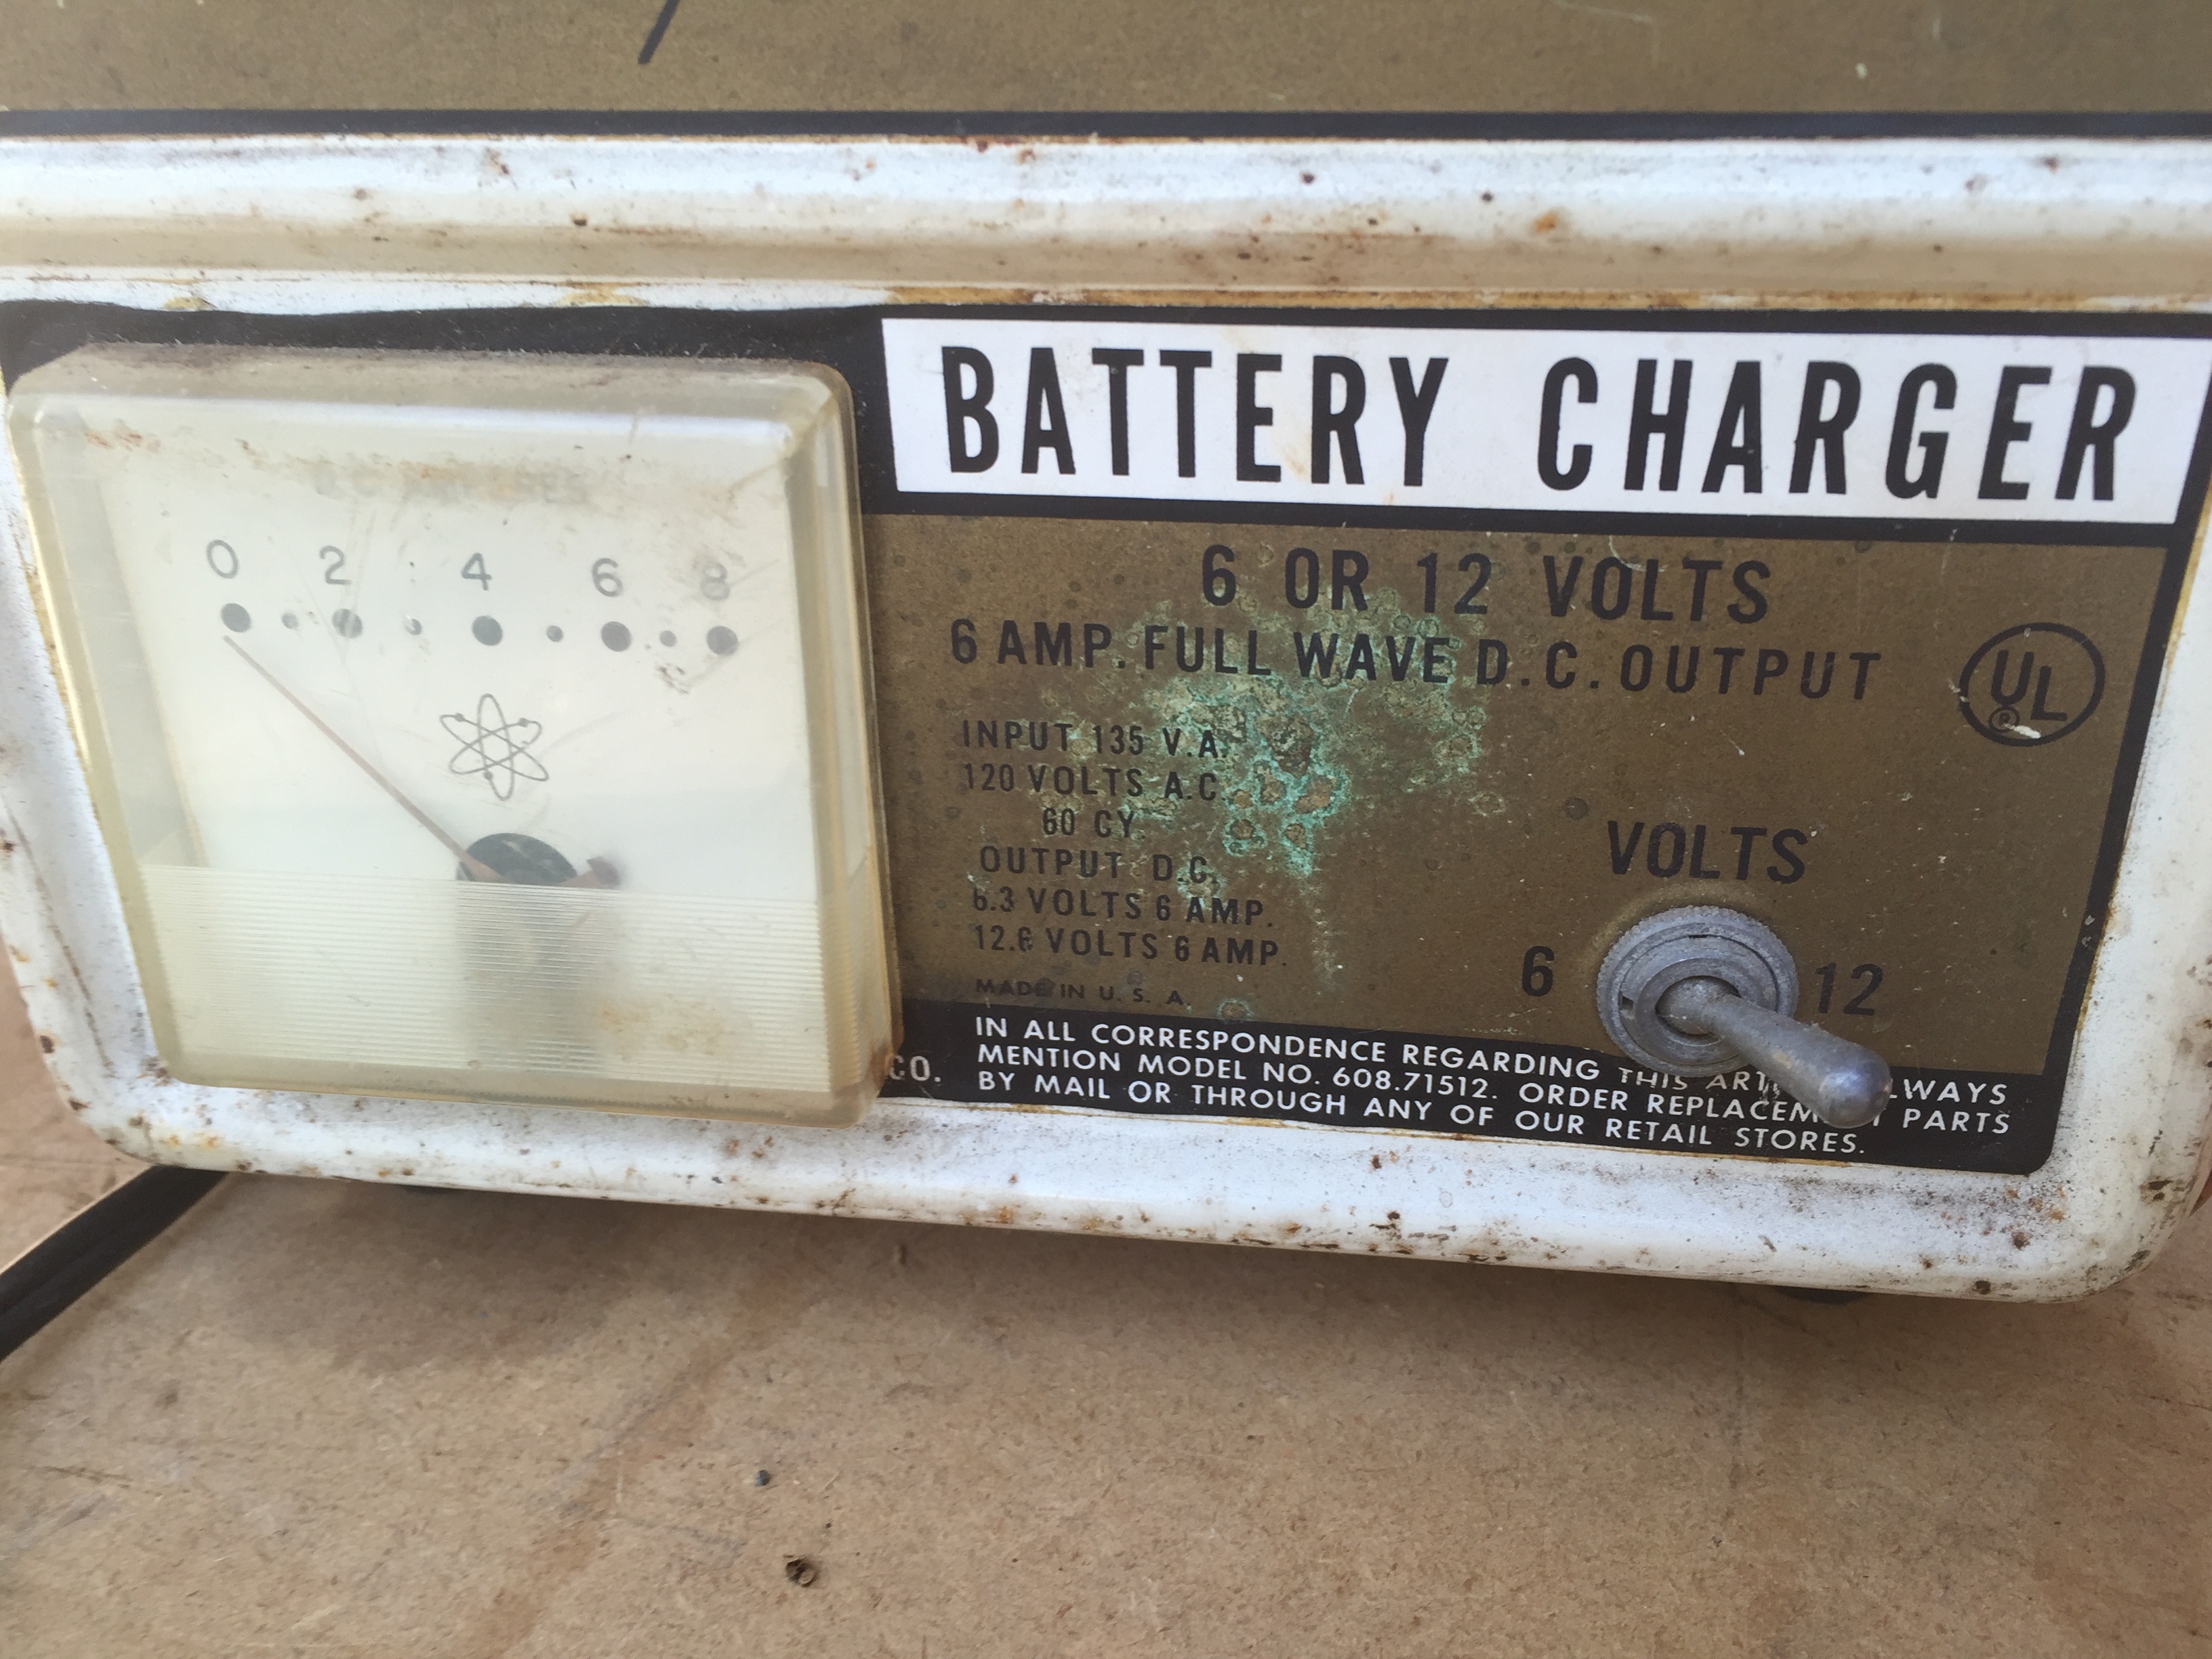 BATTERY CHARGER
D.C. AMPERES
0 2 4 6 8
6 OR 12 VOLTS
6 AMP. FULL WAVE D.C. OUTPUT
UL
®
INPUT 135 V.A.
120 VOLTS A.C.
60 CY.
OUTPUT D.C.
6.3 VOLTS 6 AMP.
12.6 VOLTS 6 AMP.
MADE IN U.S.A.
VOLTS
6 12
CO.
IN ALL CORRESPONDENCE REGARDING THIS
MENTION MODEL NO. 608.71512. ORDER PARTS
BY MAIL OR THROUGH ANY OF OUR RETAIL STORES.